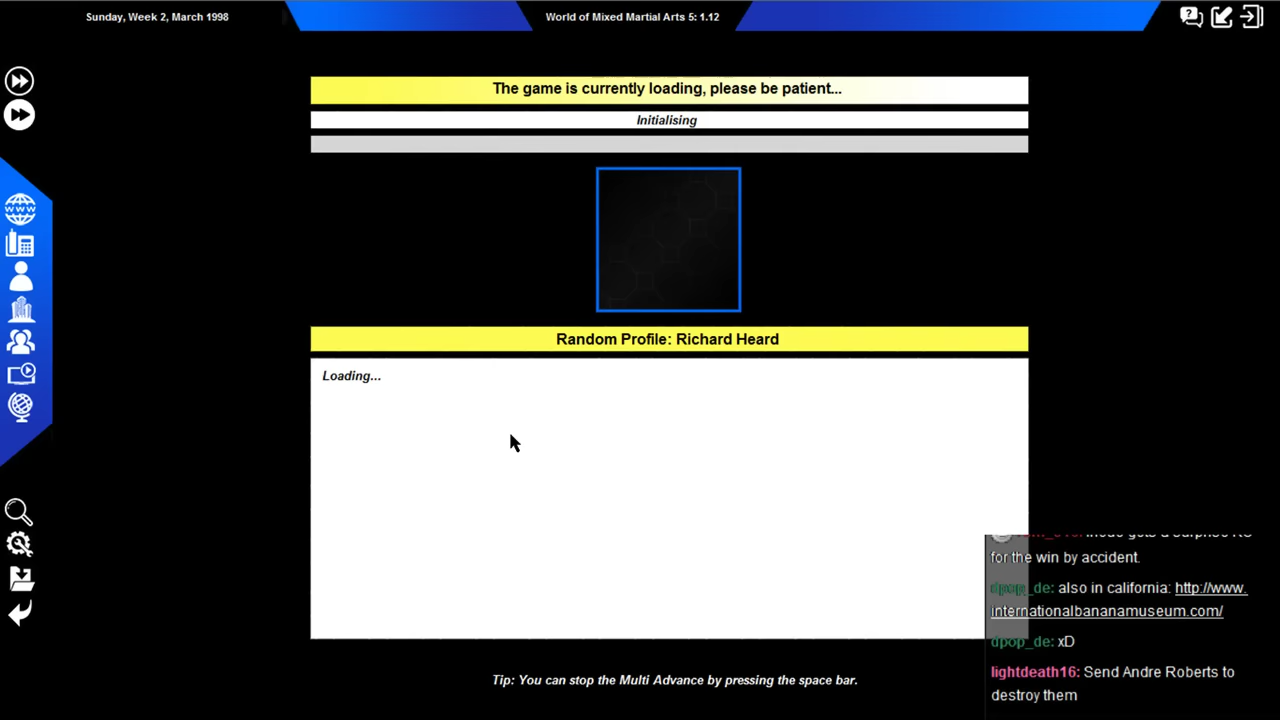 Sunday, Week 2, March 1998
World of Mixed Martial Arts 5: 1.12
The game is currently loading, please be patient...
Initialising
WWW
Random Profile: Richard Heard
Loading...
for the win by accident.
dpop_de: also in california: http://www.
internationalbananamuseum.com/
dpop_de: xD
lightdeath16: Send Andre Roberts to
destroy them
Tip: You can stop the Multi Advance by pressing the space bar.